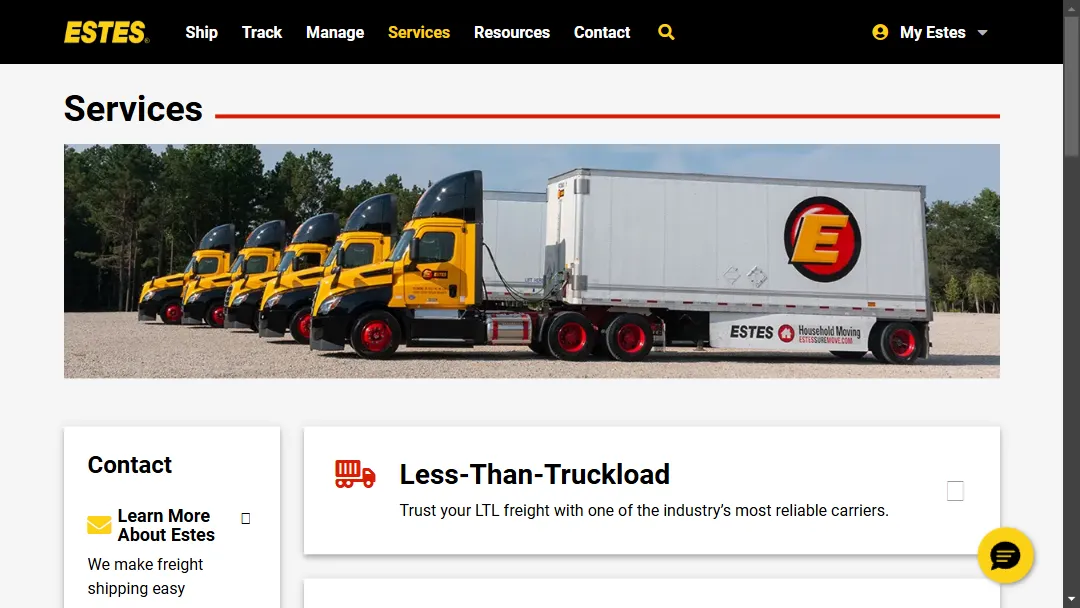 ESTES
Ship
Track
Manage
Services
Resources
Contact
My Estes
Services
E
ESTES
ESTES Household Moving
ESTESSUREMOVE.COM
Contact
Learn More
About Estes
We make freight
shipping easy
Less-Than-Truckload
Trust your LTL freight with one of the industry’s most reliable carriers.